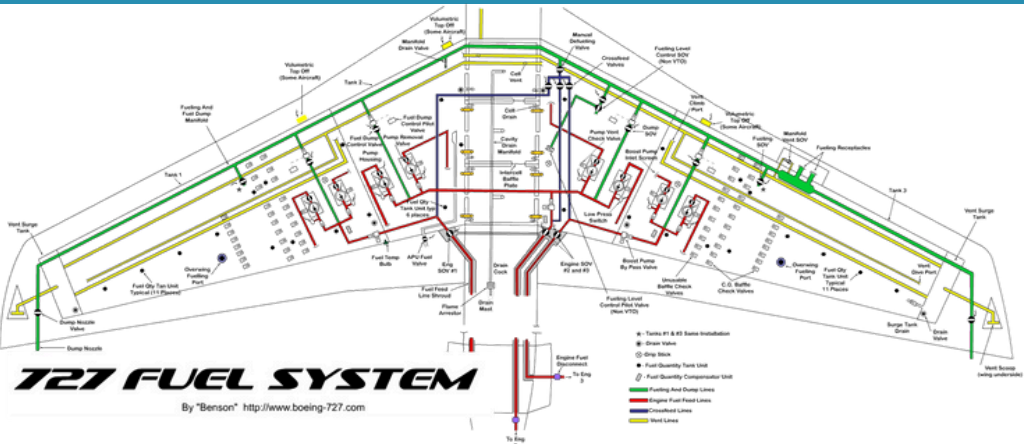 Volumetric
Top Off
(Some Aircraft)
Manifold
Drain Valve
Volumetric
Top Off
(Some Aircraft)
Tank 2
Fueling And
Fuel Dump
Manifold
Tank 1
Fuel Dump
Control Pilot
Valve
Fuel Dump
Control Valve
Pump Removal
Valve
Pump
Housing
Cell
Vent
Cell
Drain
Cavity
Drain
Manifold
Intercell
Baffle
Plate
Manual
Defueling
Valve
Crossfeed
Valves
Fueling Level
Control SOV
(Non VTO)
Vent
Climb
Port
Volumetric
Top Off
(Some Aircraft)
Dump
SOV
Pump Vent
Check Valve
Boost Pump
Inlet Screen
Fueling
SOV
Manifold
Vent SOV
Fueling Receptacles
Tank 3
Vent Surge
Tank
Vent Surge
Tank
Overwing
Fueling
Port
Fuel Qty Tan Unit
Typical (11 Places)
Dump Nozzle
Valve
Dump Nozzle
Fuel Qty
Tank Unit typ
6 places
Fuel Temp
Bulb
APU Fuel
Valve
Eng
SOV #1
Fuel Feed
Line Shroud
Flame
Arrestor
Drain
Cock
Drain
Mast
Low Press
Switch
Engine SOV
#2 and #3
Boost Pump
By Pass Valve
Fueling Level
Control Pilot Valve
(Non VTO)
Unusable
Baffle Check
Valves
C.G. Baffle
Check Valves
Overwing
Fueling
Port
Fuel Qty
Tank Unit
Typical
11 Places
Vent
Dive Port
Surge Tank
Drain
Drain
Valve
Vent Scoop
(wing underside)
- Tanks #1 & #3 Same Installation
- Drain Valve
- Drip Stick
- Fuel Quantity Tank Unit
- Fuel Quantity Compensator Unit
Fueling And Dump Lines
Engine Fuel Feed Lines
Crossfeed Lines
Vent Lines
Engine Fuel
Disconnect
To Eng
3
To Eng
727 FUEL SYSTEM
By "Benson" http://www.boeing-727.com